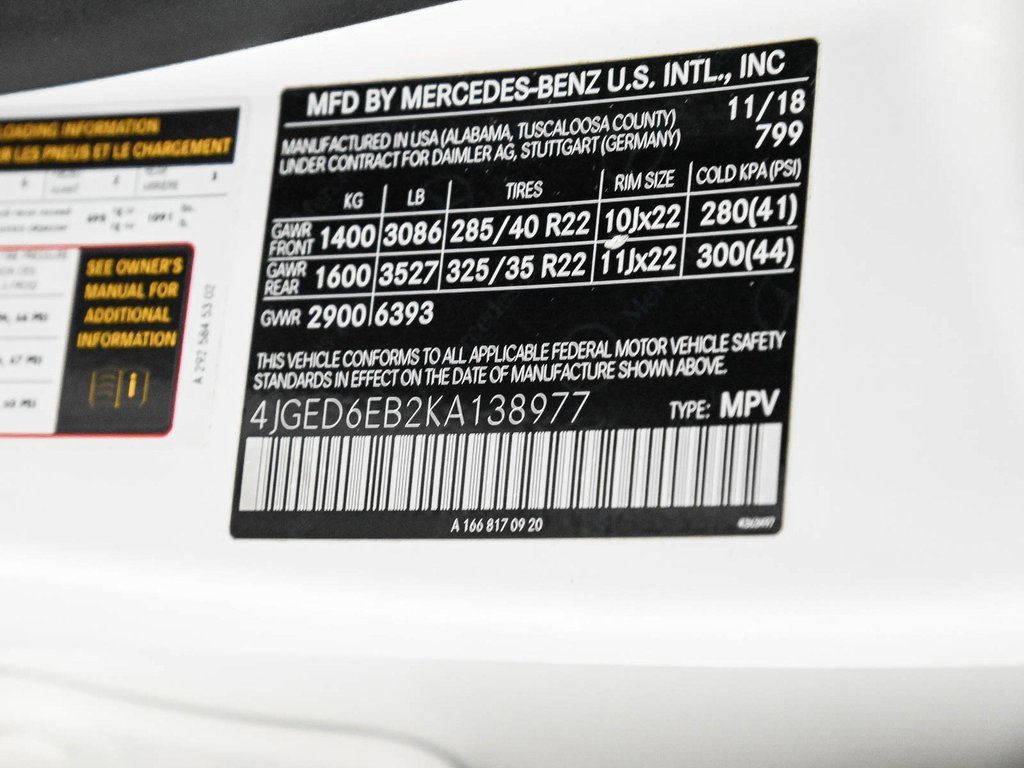 MFD BY MERCEDES-BENZ U.S. INTL., INC
MANUFACTURED IN USA (ALABAMA, TUSCALOOSA COUNTY) 11/18
UNDER CONTRACT FOR DAIMLER AG, STUTTGART (GERMANY) 799
KG LB TIRES RIM SIZE COLD KPA (PSI)
GAWR FRONT 1400 3086 285/40 R22 10Jx22 280(41)
GAWR REAR 1600 3527 325/35 R22 11Jx22 300(44)
GVWR 2900 6393
THIS VEHICLE CONFORMS TO ALL APPLICABLE FEDERAL MOTOR VEHICLE SAFETY
STANDARDS IN EFFECT ON THE DATE OF MANUFACTURE SHOWN ABOVE.
4JGED6EB2KA138977 TYPE: MPV
A 166 817 09 20
LOADING INFORMATION
LES PNEUS ET LE CHARGEMENT
SEE OWNER'S
MANUAL FOR
ADDITIONAL
INFORMATION
A 292 584 53 02